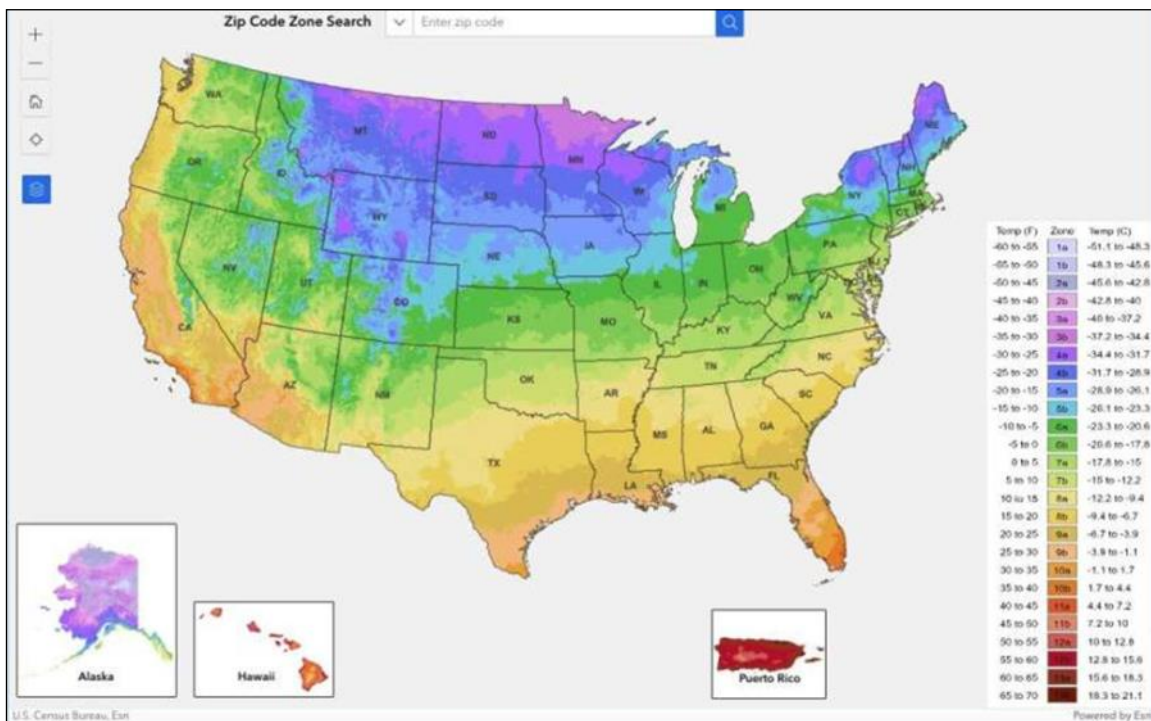 Zip Code Zone Search
Enter zip code
WA
MT
ND
MN
ME
OR
ID
SD
WI
NH
NY
MA
WY
MI
CT
IA
NE
PA
NV
UT
IL
IN
OH
CO
WV
CA
KS
MO
KY
VA
TN
NC
AZ
NM
OK
AR
SC
MS
AL
GA
TX
LA
FL
Temp (F) Zone Temp (C)
-60 to -55 1a -51.1 to -48.3
-55 to -50 1b -48.3 to -45.6
-50 to -45 2a -45.6 to -42.8
-45 to -40 2b -42.8 to -40
-40 to -35 3a -40 to -37.2
-35 to -30 3b -37.2 to -34.4
-30 to -25 4a -34.4 to -31.7
-25 to -20 4b -31.7 to -28.9
-20 to -15 5a -28.9 to -26.1
-15 to -10 5b -26.1 to -23.3
-10 to -5 6a -23.3 to -20.6
-5 to 0 6b -20.6 to -17.8
0 to 5 7a -17.8 to -15
5 to 10 7b -15 to -12.2
10 to 15 8a -12.2 to -9.4
15 to 20 8b -9.4 to -6.7
20 to 25 9a -6.7 to -3.9
25 to 30 9b -3.9 to -1.1
30 to 35 10a -1.1 to 1.7
35 to 40 10b 1.7 to 4.4
40 to 45 11a 4.4 to 7.2
45 to 50 11b 7.2 to 10
50 to 55 12a 10 to 12.8
55 to 60 12b 12.8 to 15.6
60 to 65 13a 15.6 to 18.3
65 to 70 18.3 to 21.1
Alaska
Hawaii
Puerto Rico
U.S. Census Bureau, Esri
Powered by Esri